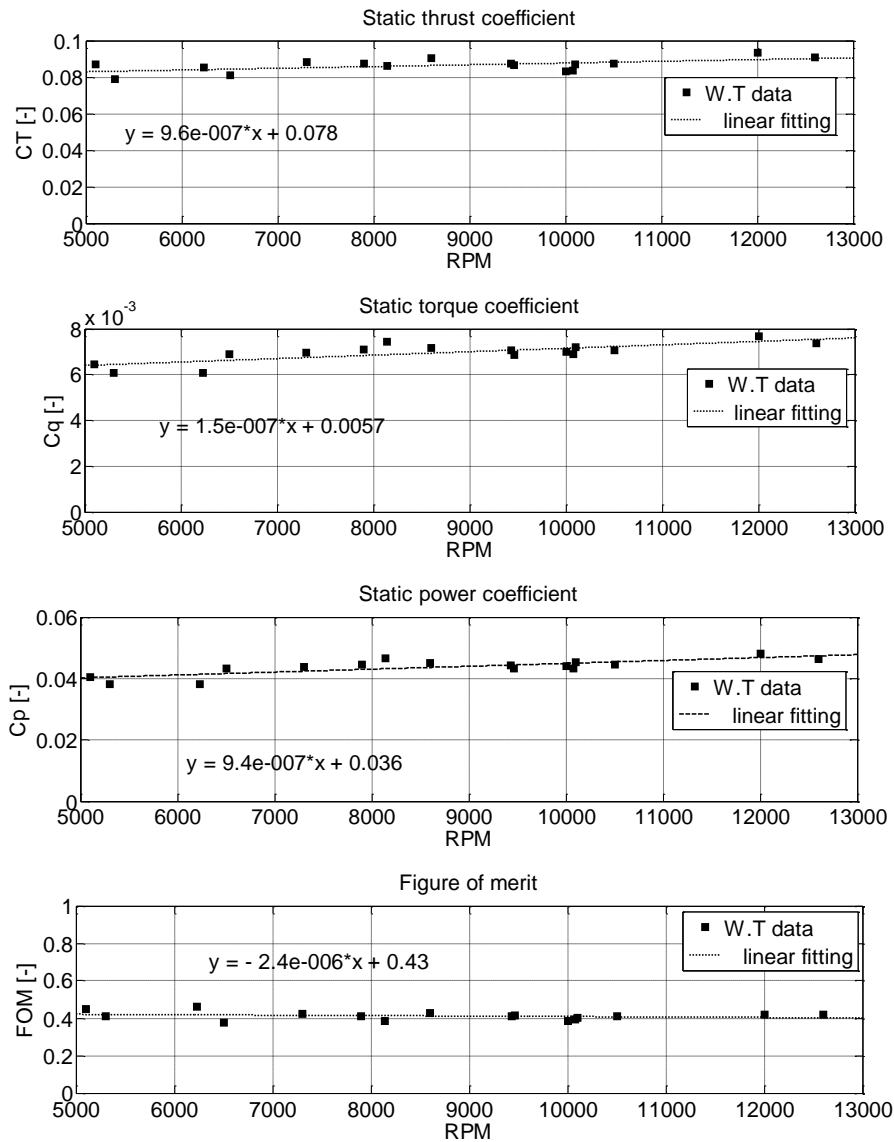 Static thrust coefficient
0.1
0.08
0.06
0.04
0.02
0
CT [-]
W.T data
linear fitting
y = 9.6e-007*x + 0.078
5000 6000 7000 8000 9000 10000 11000 12000 13000
RPM
Static torque coefficient
x 10^-3
8
6
4
2
0
Cq [-]
W.T data
linear fitting
y = 1.5e-007*x + 0.0057
5000 6000 7000 8000 9000 10000 11000 12000 13000
RPM
Static power coefficient
0.06
0.04
0.02
0
Cp [-]
W.T data
linear fitting
y = 9.4e-007*x + 0.036
5000 6000 7000 8000 9000 10000 11000 12000 13000
RPM
Figure of merit
1
0.8
0.6
0.4
0.2
0
FOM [-]
W.T data
linear fitting
y = - 2.4e-006*x + 0.43
5000 6000 7000 8000 9000 10000 11000 12000 13000
RPM